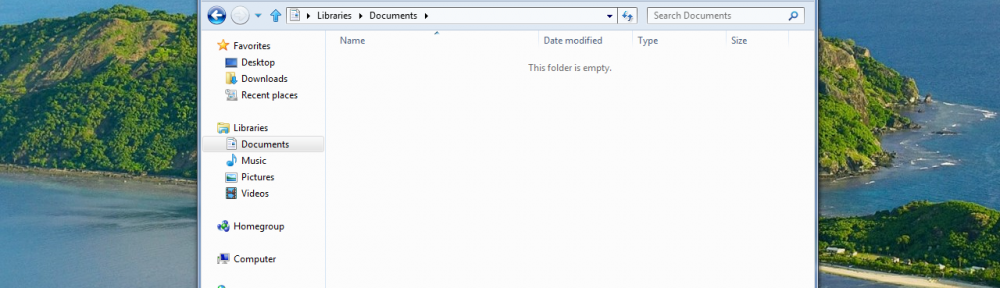 Libraries Documents
Search Documents
Name Date modified Type Size
This folder is empty.
Favorites
Desktop
Downloads
Recent places
Libraries
Documents
Music
Pictures
Videos
Homegroup
Computer